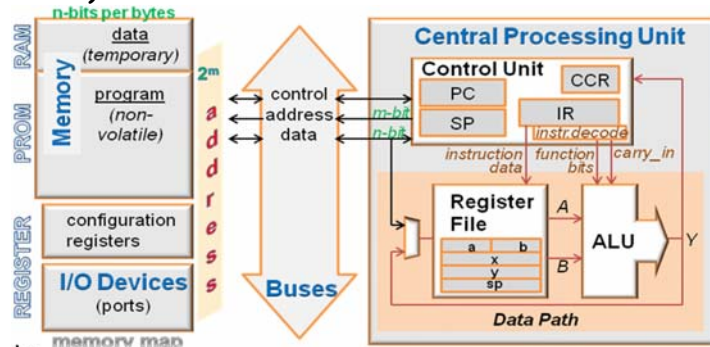 n-bits per bytes
RAM
data
(temporary)
Memory
PROM
program
(non-
volatile)
REGISTER
configuration
registers
I/O Devices
(ports)
memory map
2m
address
control
address
data
Buses
m-bit
n-bit
Central Processing Unit
Control Unit
PC
SP
CCR
IR
instr.decode
instruction
data
function
bits
carry_in
Register
File
a b
x
y
sp
A
B
ALU
Y
Data Path